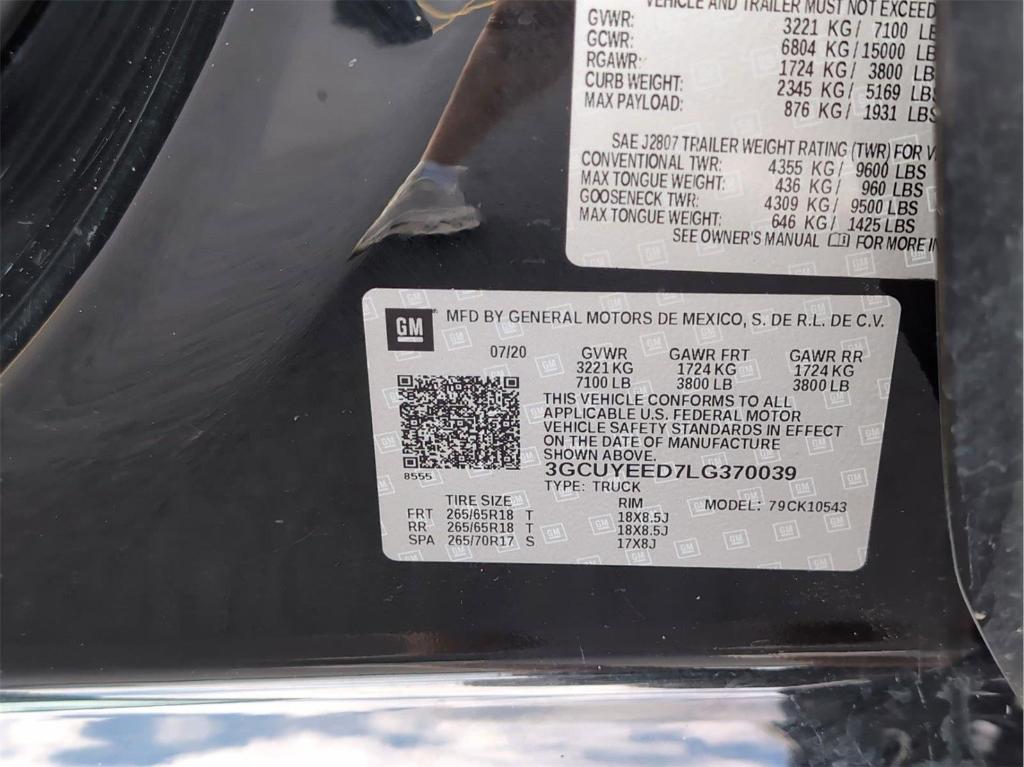 VEHICLE AND TRAILER MUST NOT EXCEED
GVWR: 3221 KG/ 7100 LB
GCWR: 6804 KG/15000 LB
RGAWR: 1724 KG/ 3800 LB
CURB WEIGHT: 2345 KG/ 5169 LBS
MAX PAYLOAD: 876 KG/ 1931 LBS
SAE J2807 TRAILER WEIGHT RATING (TWR) FOR
CONVENTIONAL TWR: 4355 KG/ 9600 LBS
MAX TONGUE WEIGHT: 436 KG/ 960 LBS
GOOSENECK TWR: 4309 KG/ 9500 LBS
MAX TONGUE WEIGHT: 646 KG/ 1425 LBS
SEE OWNER'S MANUAL FOR MORE
GM MFD BY GENERAL MOTORS DE MEXICO, S. DE R.L. DE C.V.
07/20 GVWR GAWR FRT GAWR RR
3221 KG 1724 KG 1724 KG
7100 LB 3800 LB 3800 LB
THIS VEHICLE CONFORMS TO ALL
APPLICABLE U.S. FEDERAL MOTOR
VEHICLE SAFETY STANDARDS IN EFFECT
ON THE DATE OF MANUFACTURE
SHOWN ABOVE.
8555 3GCUYEED7LG370039
TYPE: TRUCK
TIRE SIZE RIM MODEL: 79CK10543
FRT 265/65R18 T 18X8.5J
RR 265/65R18 T 18X8.5J
SPA 265/70R17 S 17X8J